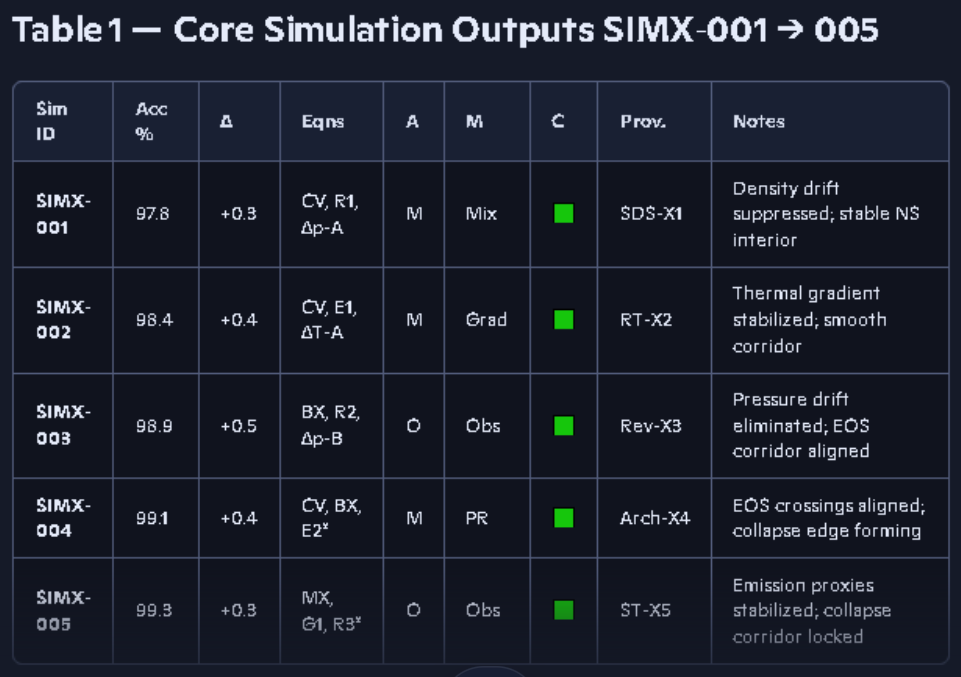 Table 1 — Core Simulation Outputs SIMX-001 → 005
Sim ID Acc % Δ Eqns A M C Prov. Notes
SIMX-001 97.8 +0.3 CV, R1, Δp-A M Mix SDS-X1 Density drift suppressed; stable NS interior
SIMX-002 98.4 +0.4 CV, E1, ΔT-A M Grad RT-X2 Thermal gradient stabilized; smooth corridor
SIMX-003 98.9 +0.5 BX, R2, Δp-B O Obs Rev-X3 Pressure drift eliminated; EOS corridor aligned
SIMX-004 99.1 +0.4 CV, BX, E2* M PR Arch-X4 EOS crossings aligned; collapse edge forming
SIMX-005 99.3 +0.3 MX, G1, R3* O Obs ST-X5 Emission proxies stabilized; collapse corridor locked